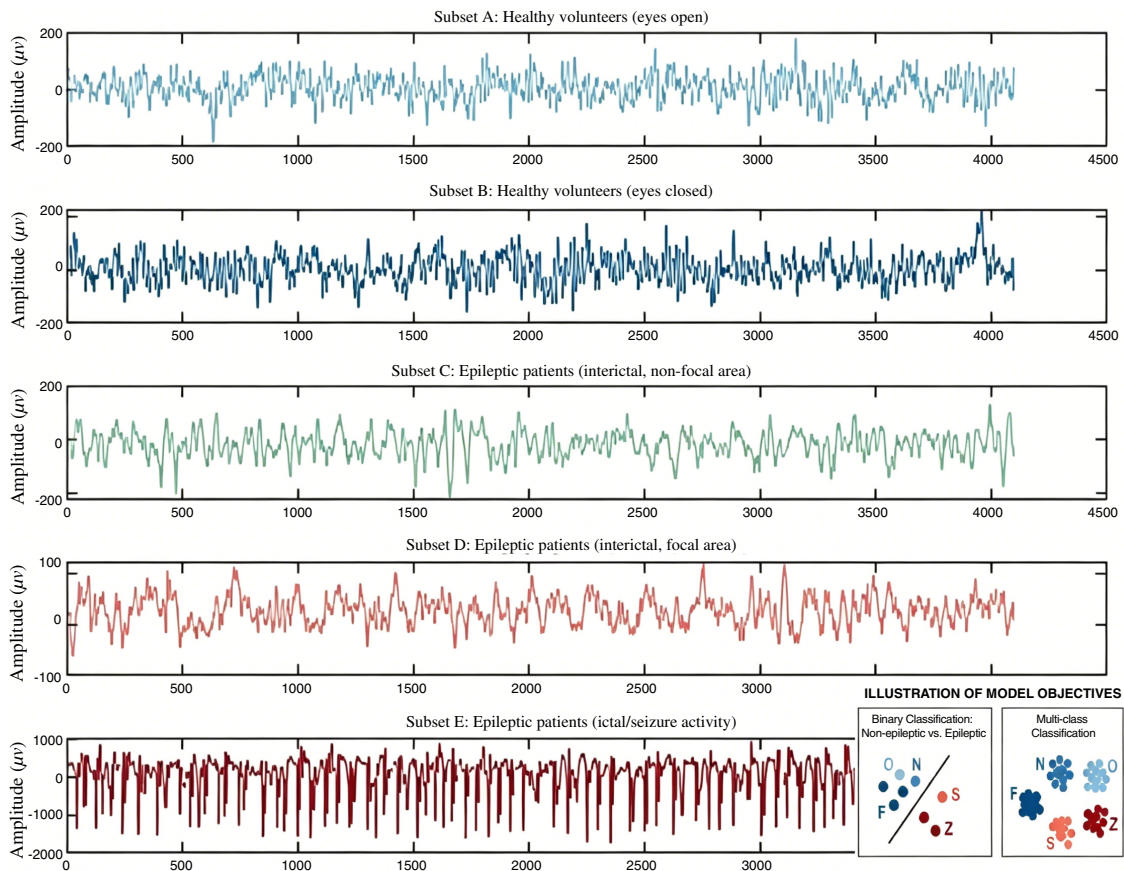 Subset A: Healthy volunteers (eyes open)
Amplitude (μv)
200
0
-200
0 500 1000 1500 2000 2500 3000 3500 4000 4500
Subset B: Healthy volunteers (eyes closed)
Amplitude (μv)
200
0
-200
0 500 1000 1500 2000 2500 3000 3500 4000 4500
Subset C: Epileptic patients (interictal, non-focal area)
Amplitude (μv)
200
0
-200
0 500 1000 1500 2000 2500 3000 3500 4000 4500
Subset D: Epileptic patients (interictal, focal area)
Amplitude (μv)
100
0
-100
0 500 1000 1500 2000 2500 3000
Subset E: Epileptic patients (ictal/seizure activity)
Amplitude (μv)
1000
0
-1000
-2000
0 500 1000 1500 2000 2500 3000
ILLUSTRATION OF MODEL OBJECTIVES
Binary Classification:
Non-epileptic vs. Epileptic
O N
F
S
Z
Multi-class
Classification
N O
F
S Z